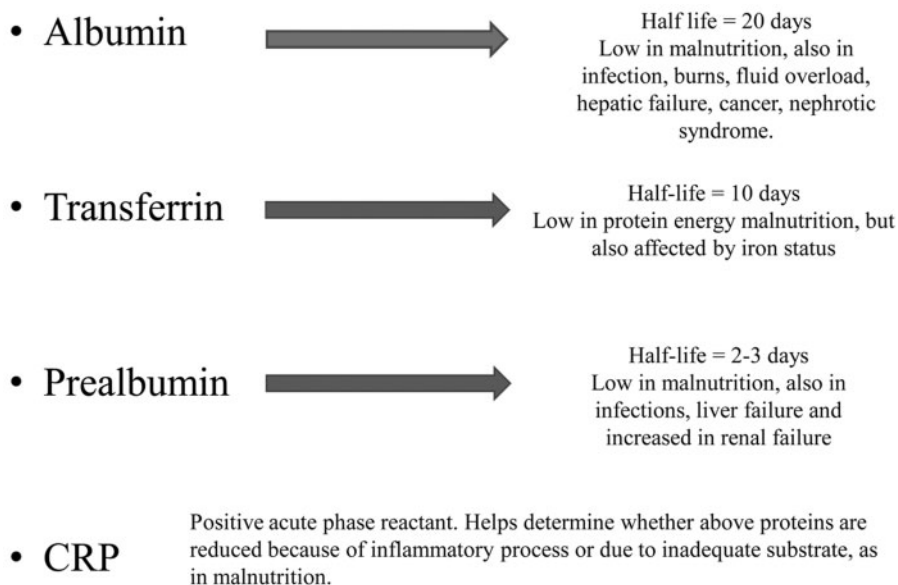 • Albumin
Half life = 20 days
Low in malnutrition, also in
infection, burns, fluid overload,
hepatic failure, cancer, nephrotic
syndrome.
• Transferrin
Half-life = 10 days
Low in protein energy malnutrition, but
also affected by iron status
• Prealbumin
Half-life = 2-3 days
Low in malnutrition, also in
infections, liver failure and
increased in renal failure
• CRP
Positive acute phase reactant. Helps determine whether above proteins are
reduced because of inflammatory process or due to inadequate substrate, as
in malnutrition.